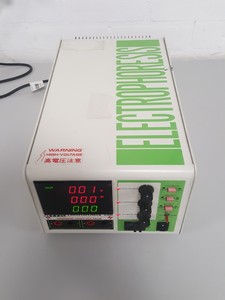 ELECTROPHORESIS
WARNING
HIGH-VOLTAGE
高電圧注意
001.
000
000